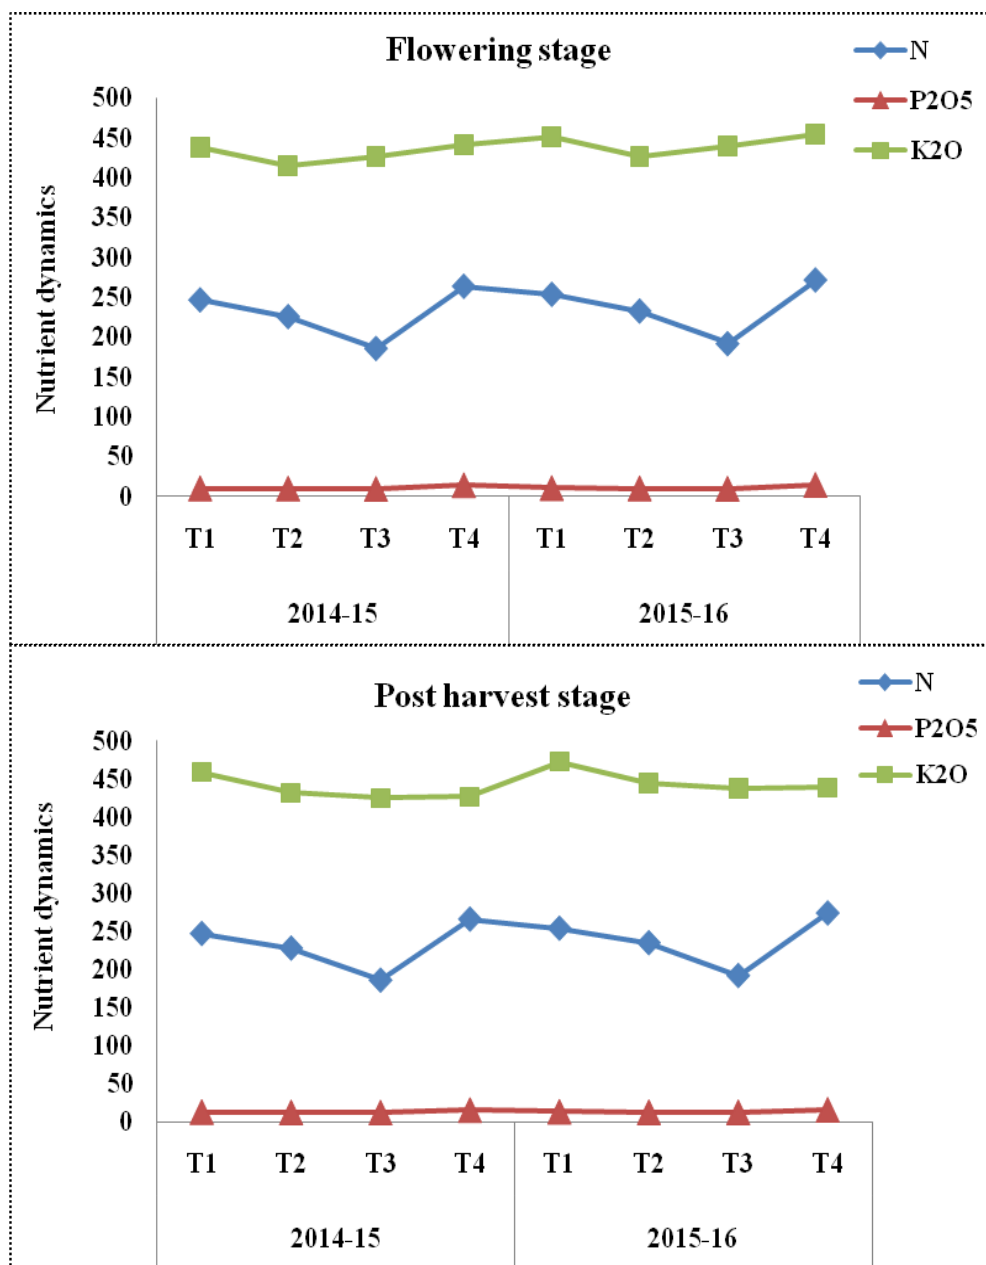 Flowering stage
N
P2O5
K2O
Nutrient dynamics
500
450
400
350
300
250
200
150
100
50
0
T1 T2 T3 T4 T1 T2 T3 T4
2014-15 2015-16
Post harvest stage
N
P2O5
K2O
Nutrient dynamics
500
450
400
350
300
250
200
150
100
50
0
T1 T2 T3 T4 T1 T2 T3 T4
2014-15 2015-16